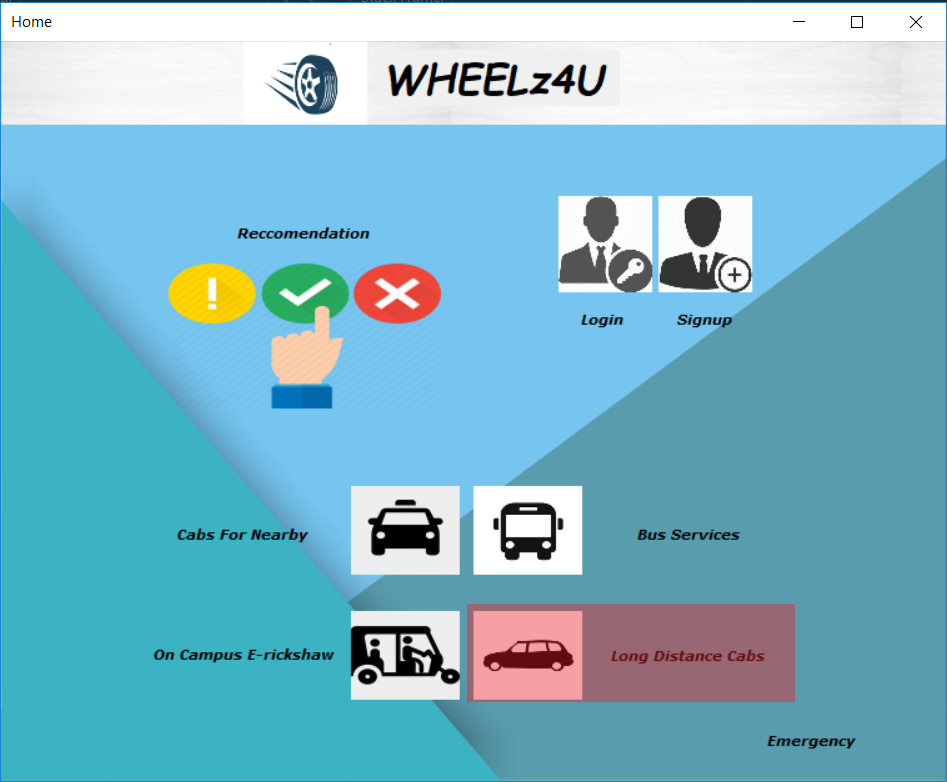 Home
WHEELz4U
Reccomendation
Login
Signup
Cabs For Nearby
Bus Services
On Campus E-rickshaw
Long Distance Cabs
Emergency